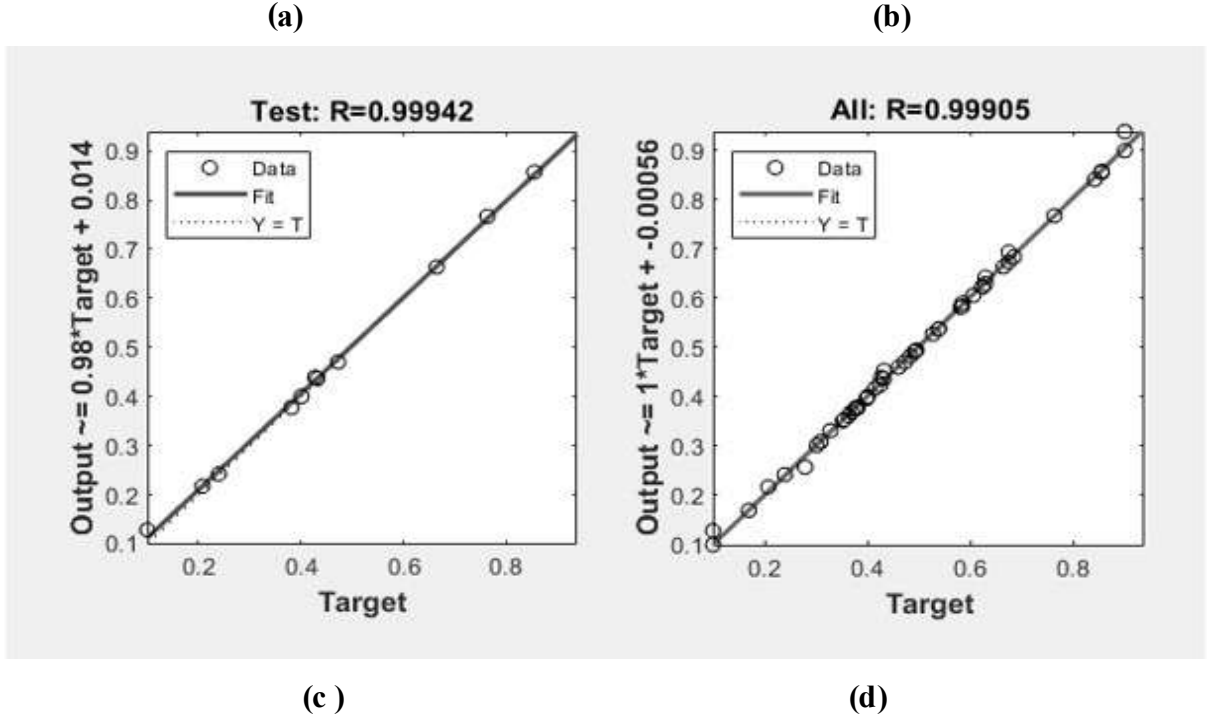 (a) (b)
Test: R=0.99942
Output ~= 0.98*Target + 0.014
0.9
0.8
0.7
0.6
0.5
0.4
0.3
0.2
0.1
Data
Fit
Y = T
0.2 0.4 0.6 0.8
Target
All: R=0.99905
Output ~= 1*Target + -0.00056
0.9
0.8
0.7
0.6
0.5
0.4
0.3
0.2
0.1
Data
Fit
Y = T
0.2 0.4 0.6 0.8
Target
(c ) (d)